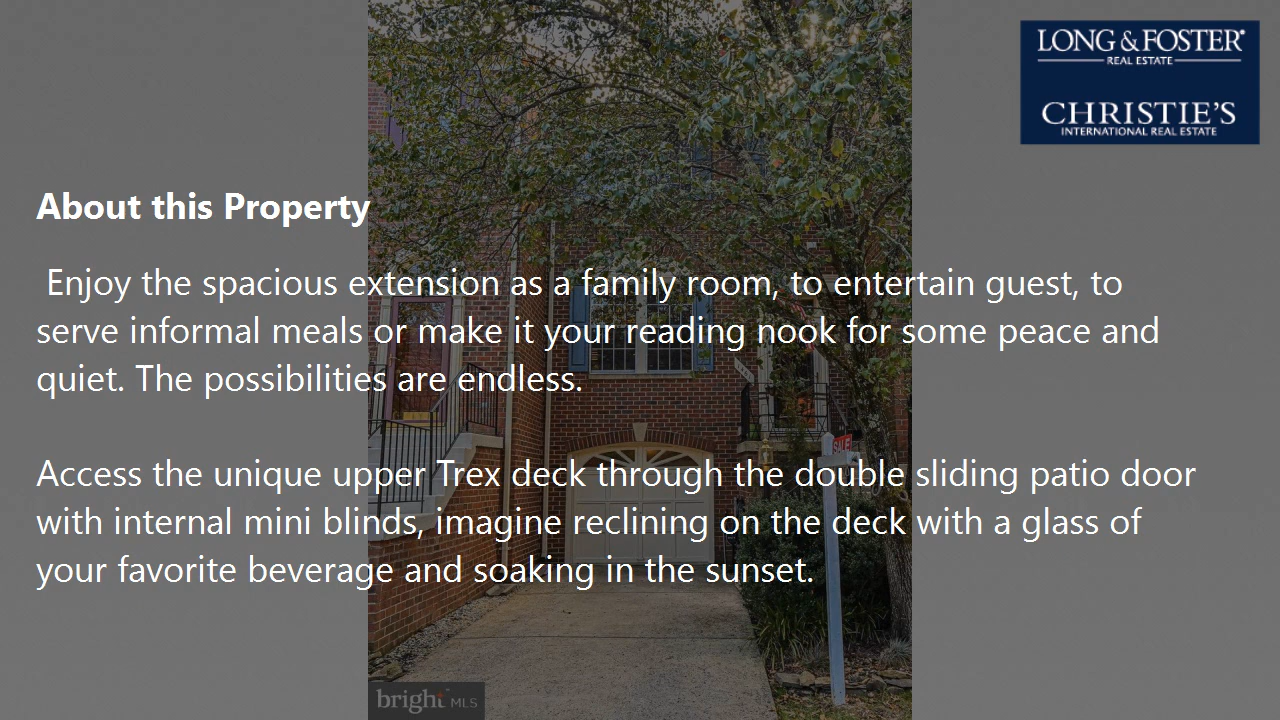 LONG & FOSTER®
REAL ESTATE
CHRISTIE'S
INTERNATIONAL REAL ESTATE
About this Property
Enjoy the spacious extension as a family room, to entertain guest, to
serve informal meals or make it your reading nook for some peace and
quiet. The possibilities are endless.
Access the unique upper Trex deck through the double sliding patio door
with internal mini blinds, imagine reclining on the deck with a glass of
your favorite beverage and soaking in the sunset.
SALE
bright MLS